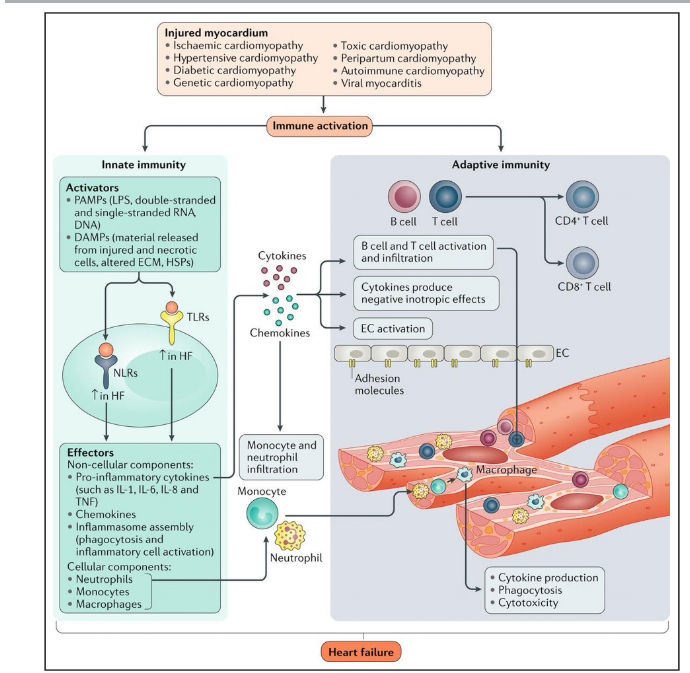 Injured myocardium
• Ischaemic cardiomyopathy
• Hypertensive cardiomyopathy
• Diabetic cardiomyopathy
• Genetic cardiomyopathy
• Toxic cardiomyopathy
• Peripartum cardiomyopathy
• Autoimmune cardiomyopathy
• Viral myocarditis
Immune activation
Innate immunity
Activators
• PAMPs (LPS, double-stranded
and single-stranded RNA,
DNA)
• DAMPs (material released
from injured and necrotic
cells, altered ECM, HSPs)
TLRs
↑ in HF
NLRs
↑ in HF
Effectors
Non-cellular components:
• Pro-inflammatory cytokines
(such as IL-1, IL-6, IL-8 and
TNF)
• Chemokines
• Inflammasome assembly
(phagocytosis and
inflammatory cell activation)
Cellular components:
• Neutrophils
• Monocytes
• Macrophages
Cytokines
Chemokines
Monocyte and
neutrophil
infiltration
Monocyte
Neutrophil
Adaptive immunity
B cell
T cell
CD4⁺ T cell
CD8⁺ T cell
B cell and T cell activation
and infiltration
Cytokines produce
negative inotropic effects
EC activation
EC
Adhesion
molecules
Macrophage
• Cytokine production
• Phagocytosis
• Cytotoxicity
Heart failure